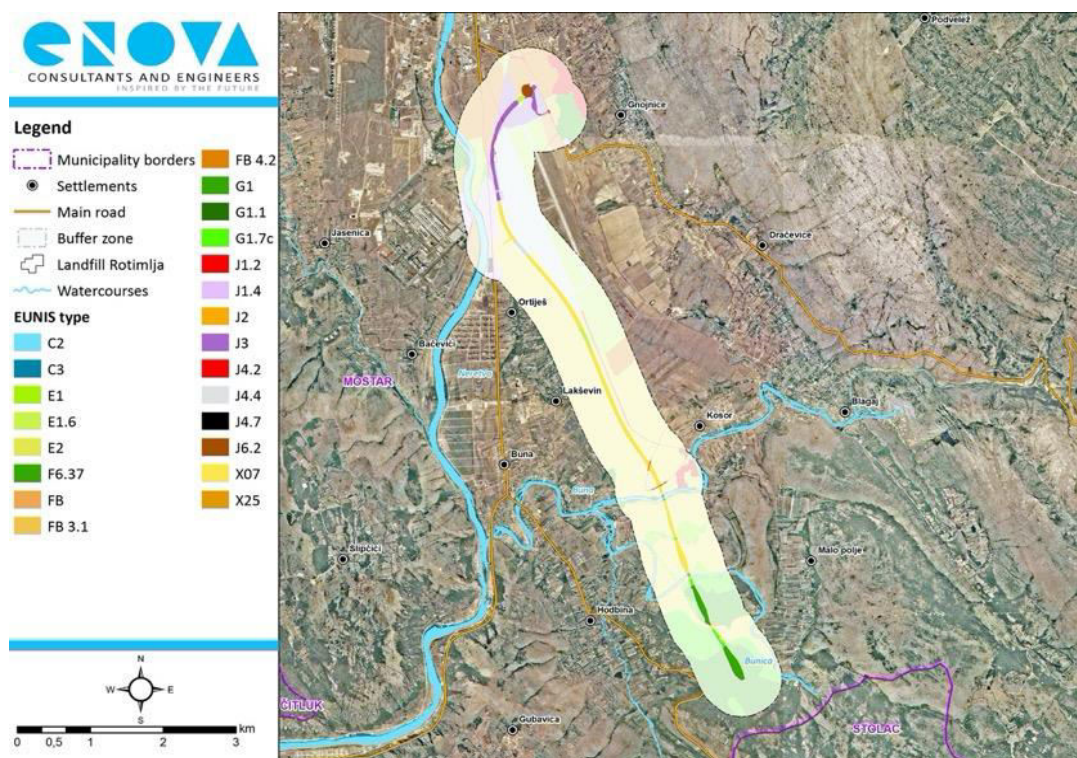 enova
CONSULTANTS AND ENGINEERS
INSPIRED BY THE FUTURE
Legend
Municipality borders
Settlements
Main road
Buffer zone
Landfill Rotimlja
Watercourses
EUNIS type
C2
C3
E1
E1.6
E2
F6.37
FB
FB 3.1
FB 4.2
G1
G1.1
G1.7c
J1.2
J1.4
J2
J3
J4.2
J4.4
J4.7
J6.2
X07
X25
N
W
E
S
0
0,5
1
2
3
km
Podvelež
Gnojnice
Jasenica
Dračevice
Ortiješ
Baćevići
MOSTAR
Neretva
Lakševin
Kosor
Blagaj
Buna
Buna
Slipčići
Malo polje
Hodbina
Bunica
ČITLUK
Gubavica
STOLAC